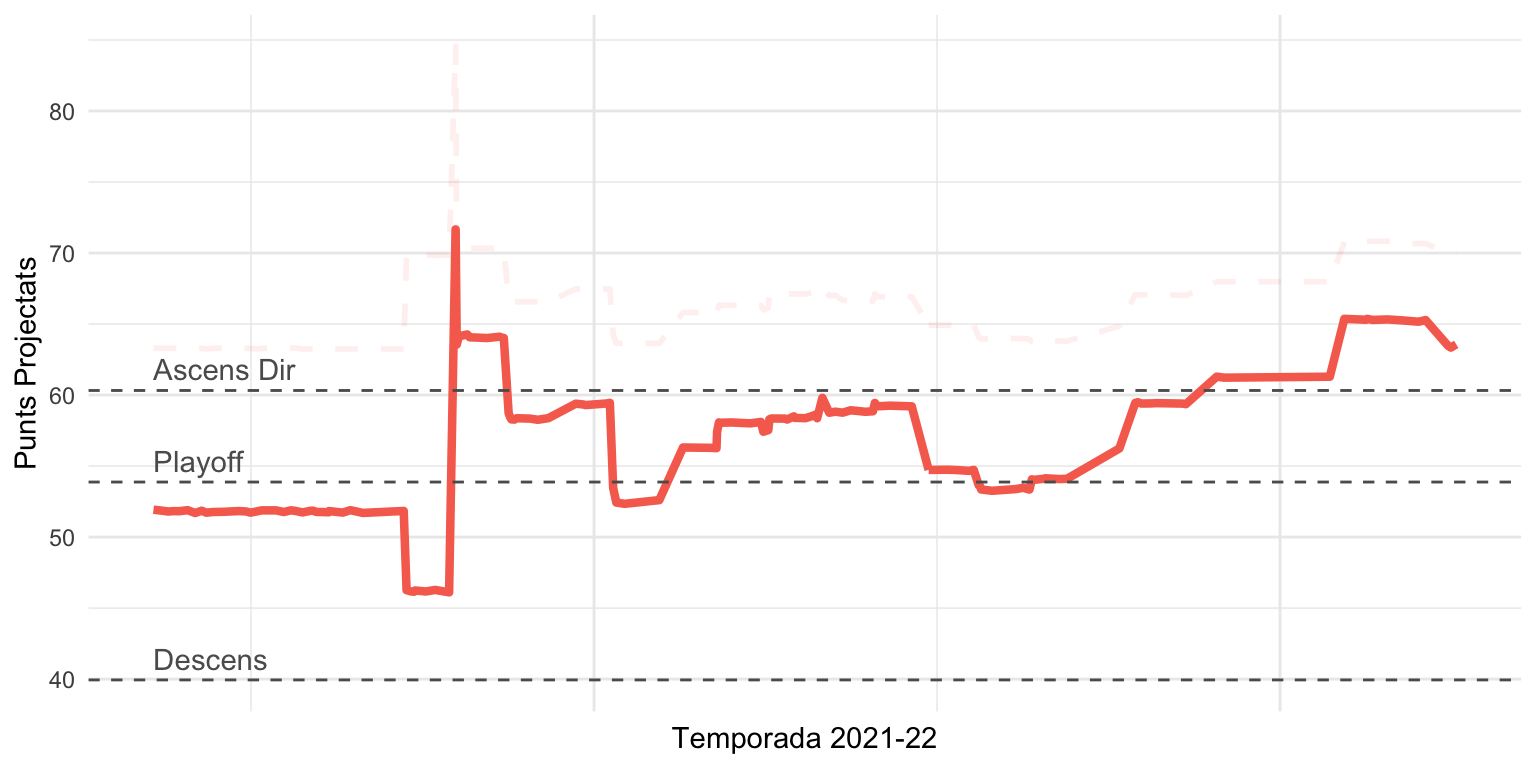 80
70
60
50
40
Punts Projectats
Ascens Dir
Playoff
Descens
Temporada 2021-22